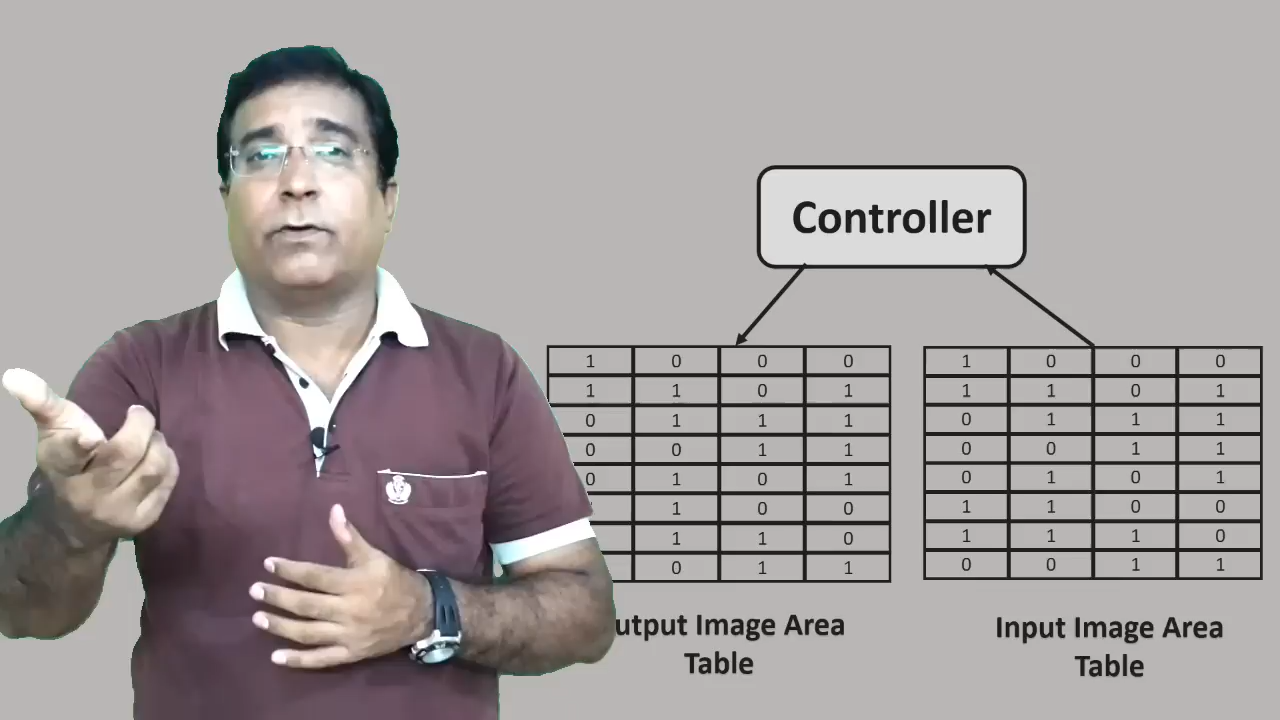 Controller
1 0 0 0
1 1 0 1
0 1 1 1
0 0 1 1
0 1 0 1
1 0 0
1 1 0
0 1 1
utput Image Area
Table
1 0 0 0
1 1 0 1
0 1 1 1
0 0 1 1
0 1 0 1
1 1 0 0
1 1 1 0
0 0 1 1
Input Image Area
Table